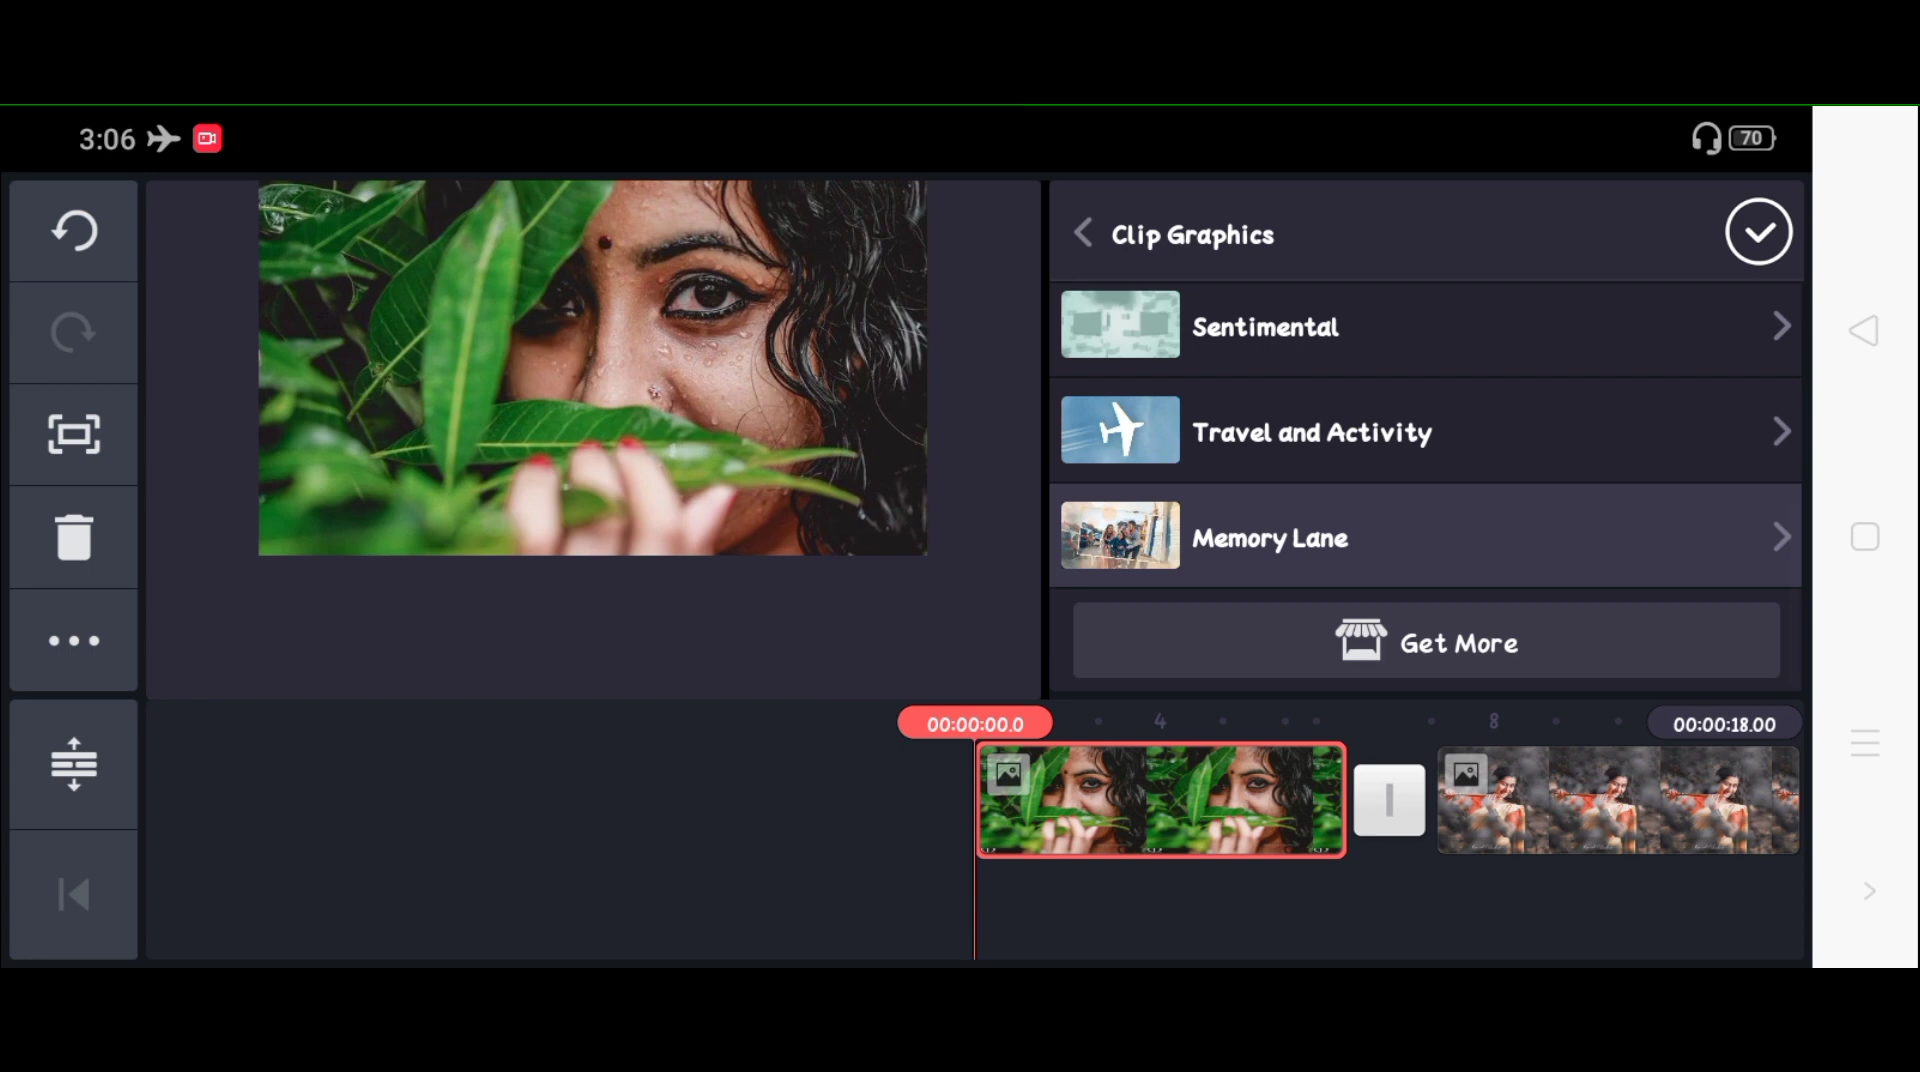 3:06
70
Clip Graphics
Sentimental
Travel and Activity
Memory Lane
Get More
00:00:00.0
4
8
00:00:18.00